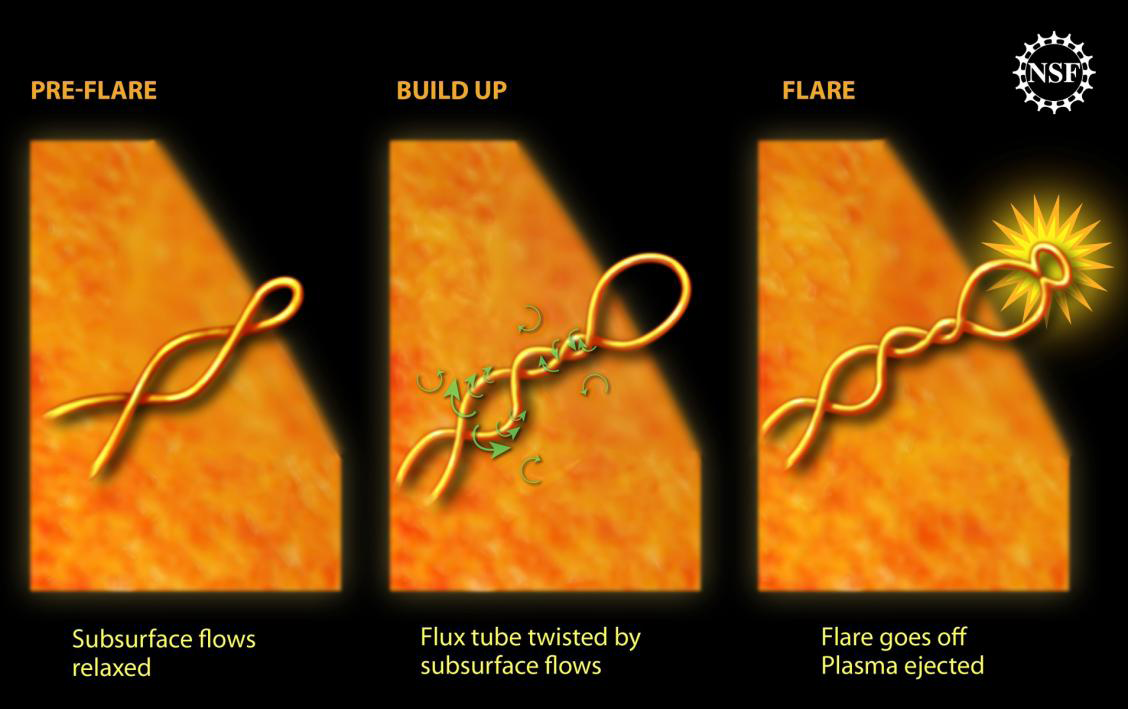 NSF
PRE-FLARE
BUILD UP
FLARE
Subsurface flows
relaxed
Flux tube twisted by
subsurface flows
Flare goes off
Plasma ejected